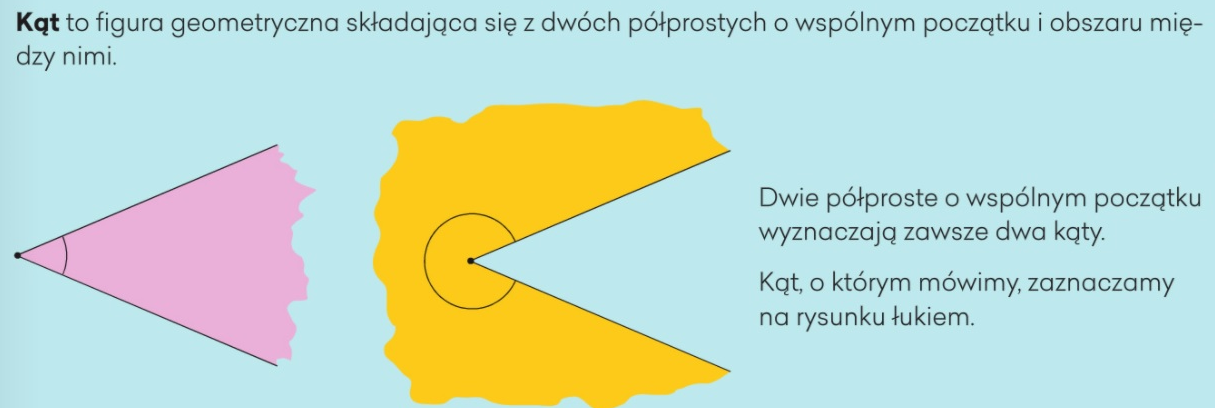 Kąt to figura geometryczna składająca się z dwóch półprostych o wspólnym początku i obszaru mię-
dzy nimi.
Dwie półproste o wspólnym początku
wyznaczają zawsze dwa kąty.
Kąt, o którym mówimy, zaznaczamy
na rysunku łukiem.